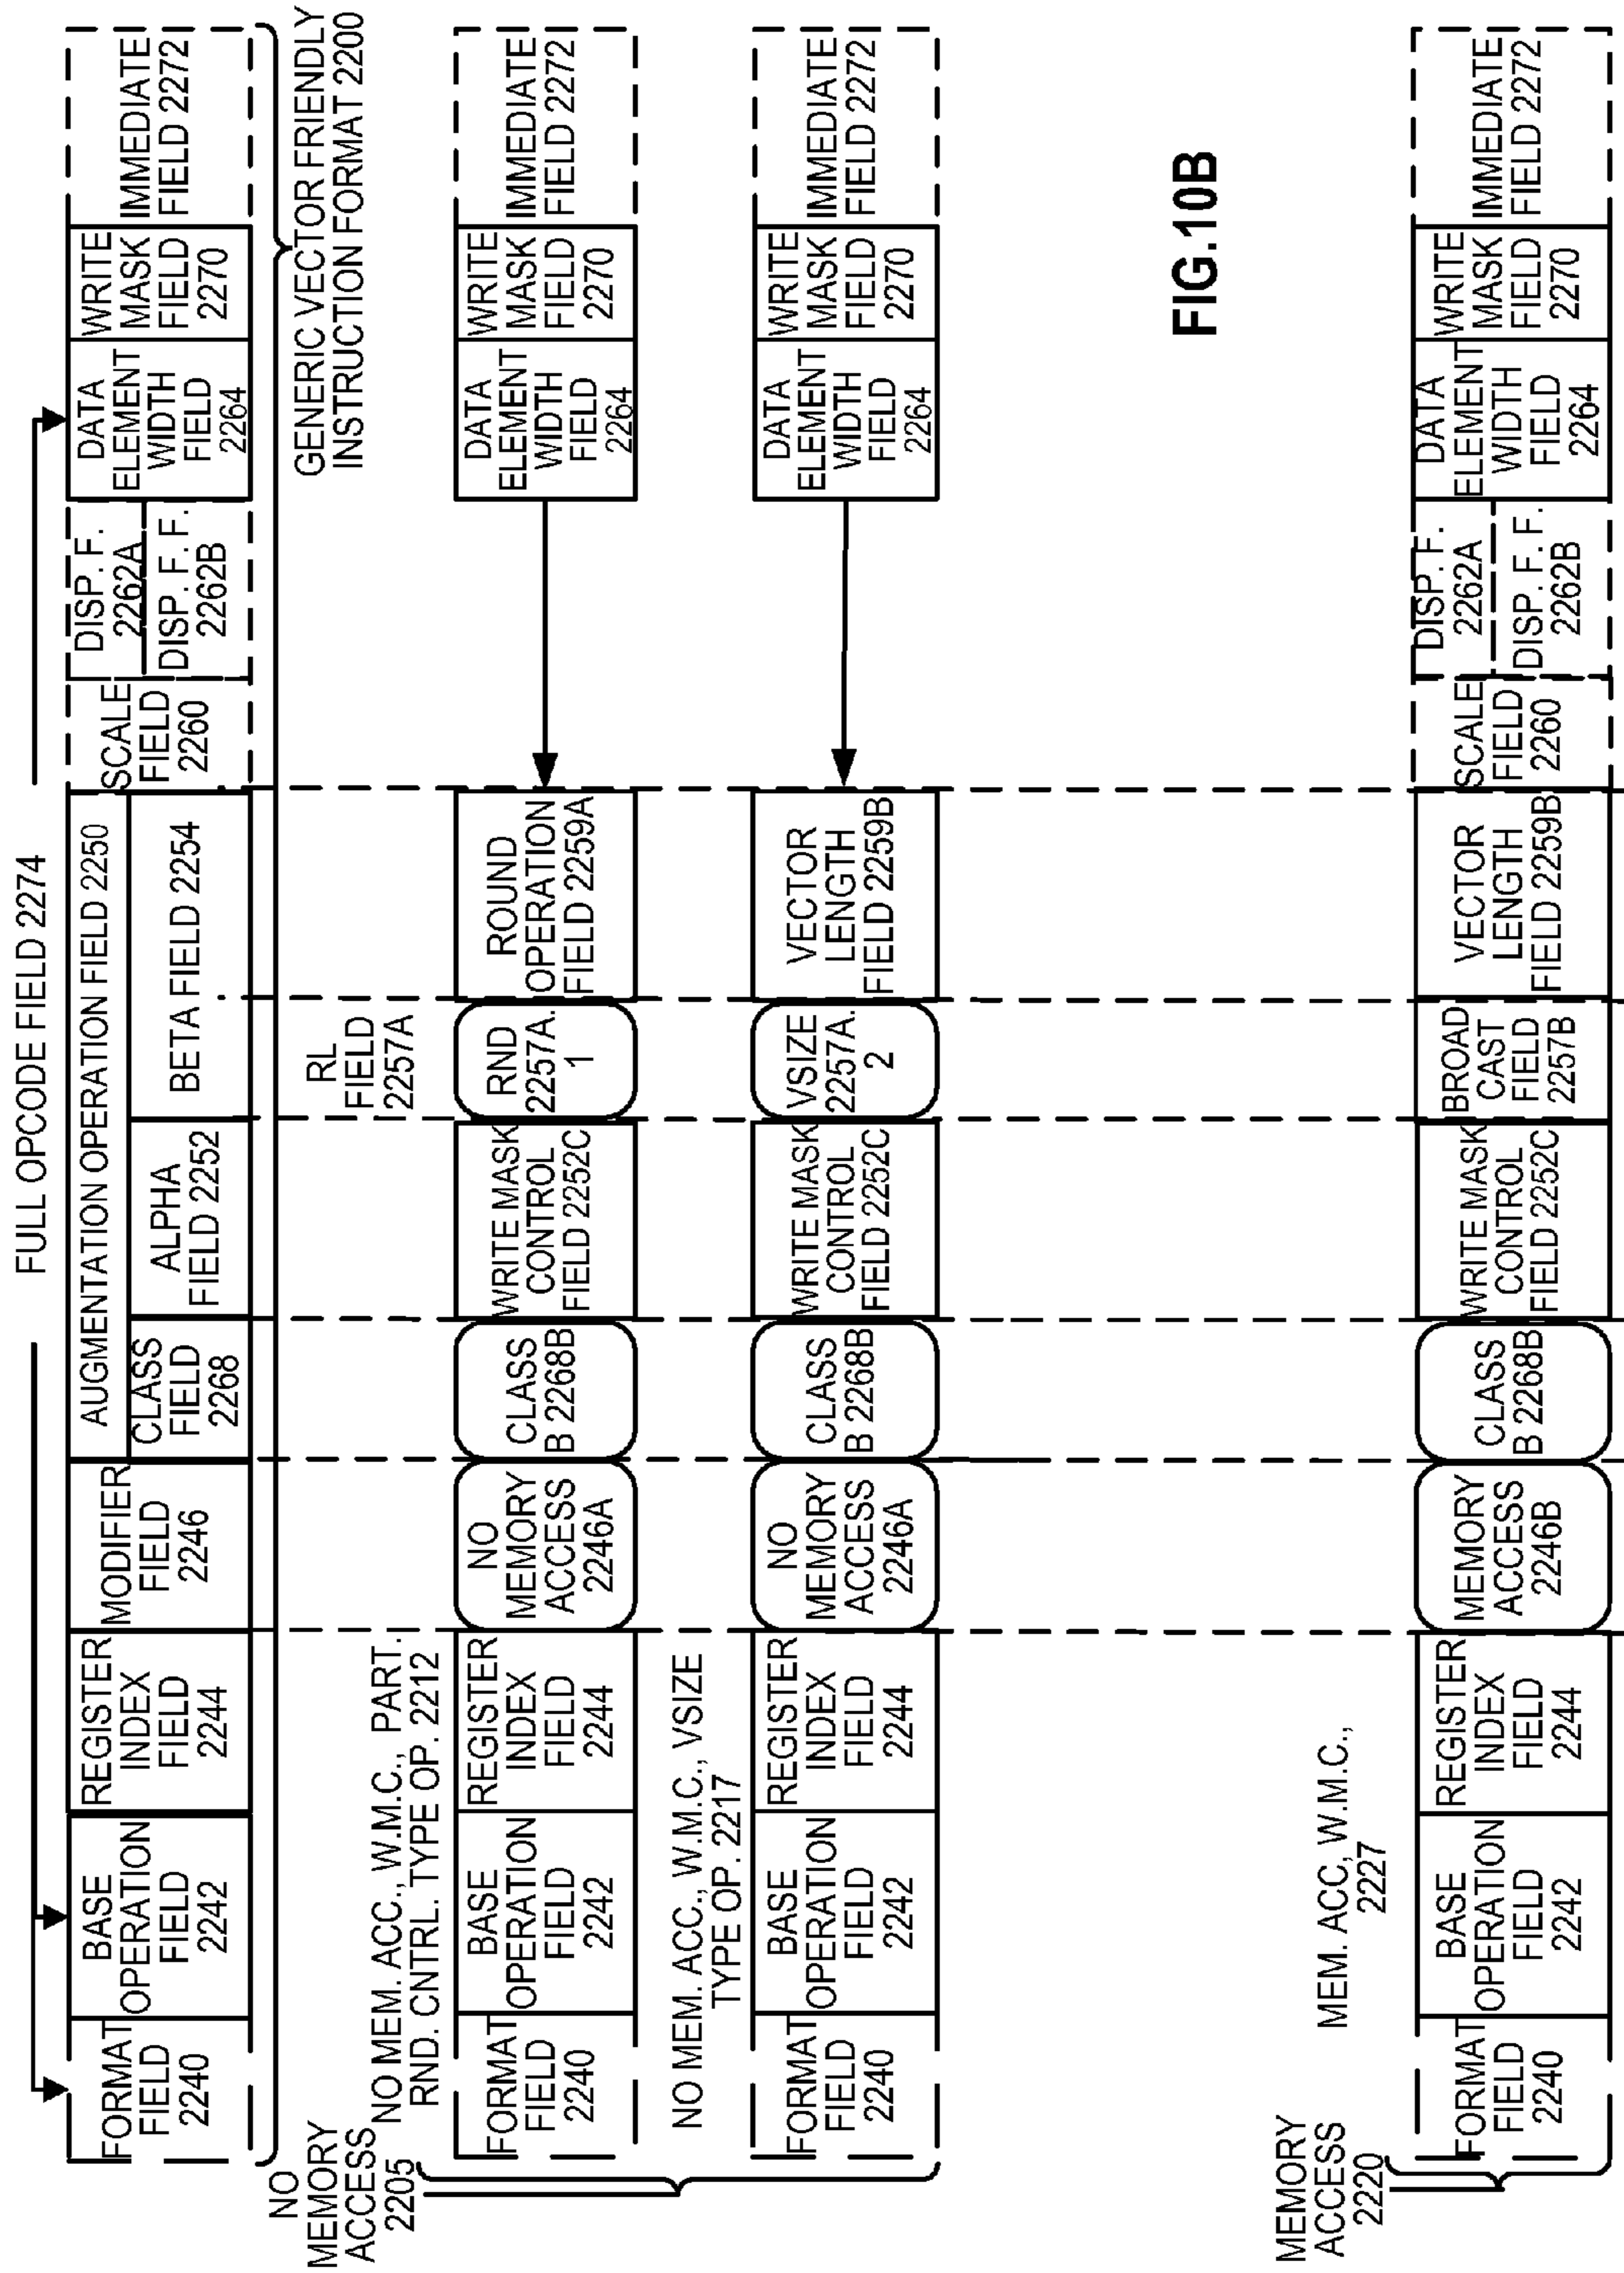 FULL OPCODE FIELD 2274
FORMAT
FIELD
2240
BASE
OPERATION
FIELD
2242
REGISTER
INDEX
FIELD
2244
MODIFIER
FIELD
2246
AUGMENTATION OPERATION FIELD 2250
CLASS
FIELD
2268
ALPHA
FIELD 2252
BETA FIELD 2254
SCALE
FIELD
2260
DISP. F.
2262A
DISP. F. F.
2262B
DATA
ELEMENT
WIDTH
FIELD
2264
WRITE
MASK
FIELD
2270
IMMEDIATE
FIELD 2272
GENERIC VECTOR FRIENDLY
INSTRUCTION FORMAT 2200
NO
MEMORY
ACCESS
2205
RL
FIELD
2257A
NO MEM. ACC., W.M.C., PART.
RND. CNTRL. TYPE OP. 2212
FORMAT
FIELD
2240
BASE
OPERATION
FIELD
2242
REGISTER
INDEX
FIELD
2244
NO
MEMORY
ACCESS
2246A
CLASS
B 2268B
WRITE MASK
CONTROL
FIELD 2252C
RND
2257A.
1
ROUND
OPERATION
FIELD 2259A
DATA
ELEMENT
WIDTH
FIELD
2264
WRITE
MASK
FIELD
2270
IMMEDIATE
FIELD 2272
NO MEM. ACC., W.M.C., VSIZE
TYPE OP. 2217
FORMAT
FIELD
2240
BASE
OPERATION
FIELD
2242
REGISTER
INDEX
FIELD
2244
NO
MEMORY
ACCESS
2246A
CLASS
B 2268B
WRITE MASK
CONTROL
FIELD 2252C
VSIZE
2257A.
2
VECTOR
LENGTH
FIELD 2259B
DATA
ELEMENT
WIDTH
FIELD
2264
WRITE
MASK
FIELD
2270
IMMEDIATE
FIELD 2272
FIG.10B
MEMORY
ACCESS
2220
MEM. ACC, W.M.C.,
2227
FORMAT
FIELD
2240
BASE
OPERATION
FIELD
2242
REGISTER
INDEX
FIELD
2244
MEMORY
ACCESS
2246B
CLASS
B 2268B
WRITE MASK
CONTROL
FIELD 2252C
BROAD
CAST
FIELD
2257B
VECTOR
LENGTH
FIELD 2259B
SCALE
FIELD
2260
DISP. F.
2262A
DISP. F. F.
2262B
DATA
ELEMENT
WIDTH
FIELD
2264
WRITE
MASK
FIELD
2270
IMMEDIATE
FIELD 2272